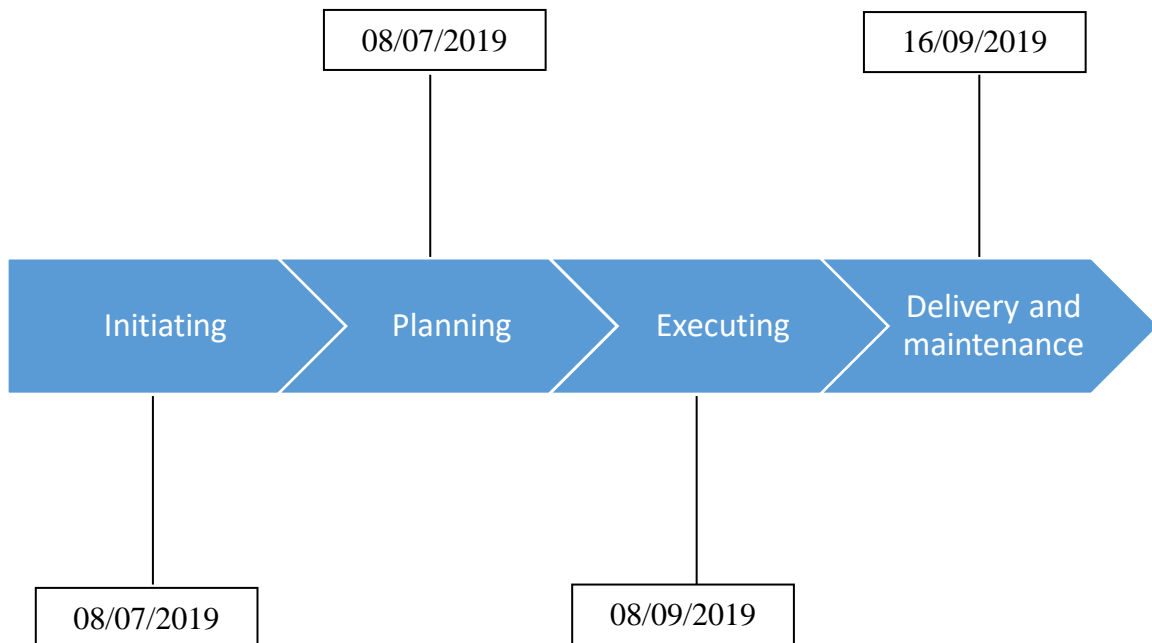 08/07/2019
16/09/2019
Initiating
Planning
Executing
Delivery and
maintenance
08/07/2019
08/09/2019